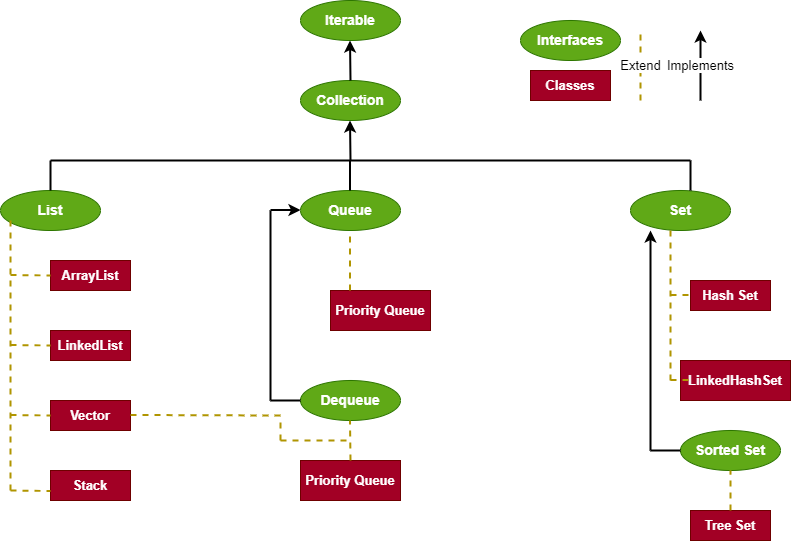 Iterable
Interfaces
Extend Implements
Classes
Collection
List
Queue
Set
ArrayList
Hash Set
Priority Queue
LinkedList
LinkedHashSet
Dequeue
Vector
Sorted Set
Priority Queue
Stack
Tree Set